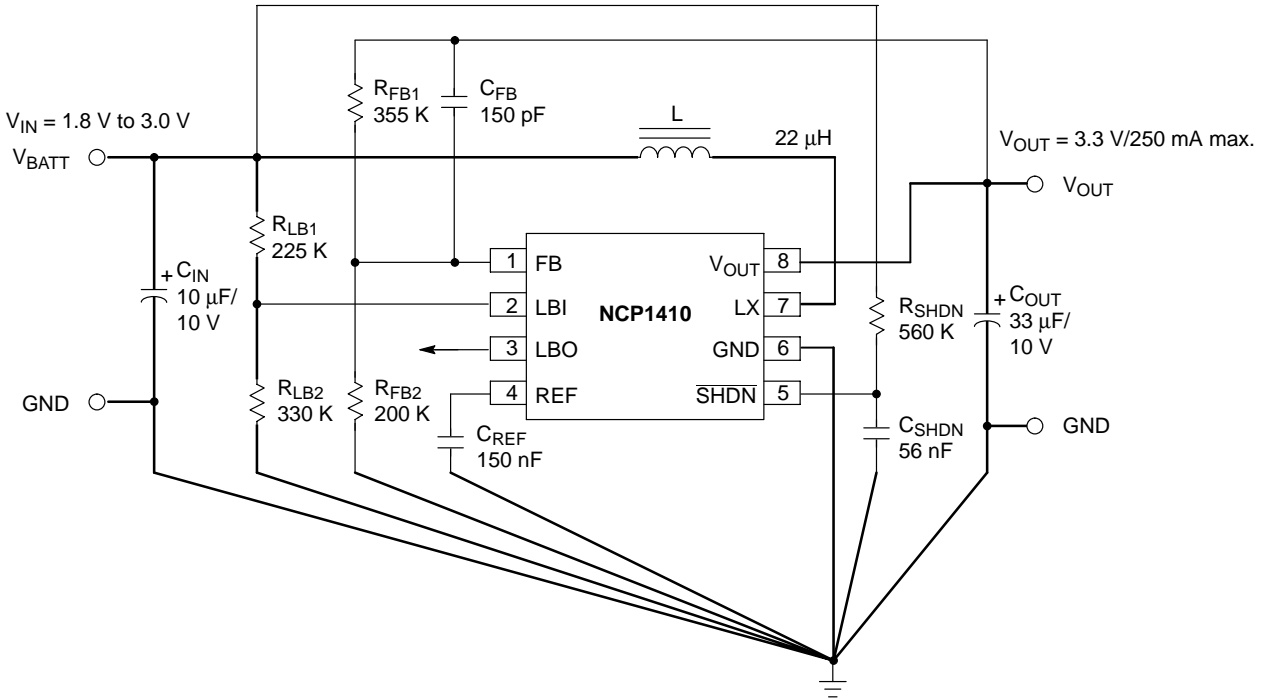 V_IN = 1.8 V to 3.0 V
V_BATT
GND
+
C_IN
10 μF/
10 V
R_LB1
225 K
R_LB2
330 K
R_FB1
355 K
C_FB
150 pF
R_FB2
200 K
C_REF
150 nF
L
22 μH
NCP1410
1 FB
2 LBI
3 LBO
4 REF
V_OUT 8
LX 7
GND 6
SHDN 5
R_SHDN
560 K
C_SHDN
56 nF
+
C_OUT
33 μF/
10 V
V_OUT = 3.3 V/250 mA max.
V_OUT
GND